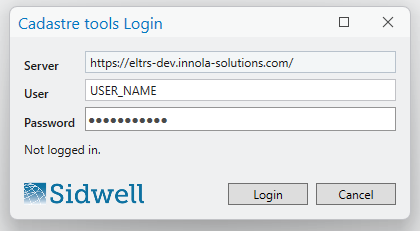 Cadastre tools Login
Server https://eltrs-dev.innola-solutions.com/
User USER_NAME
Password ●●●●●●●●●●●
Not logged in.
Sidwell Login Cancel